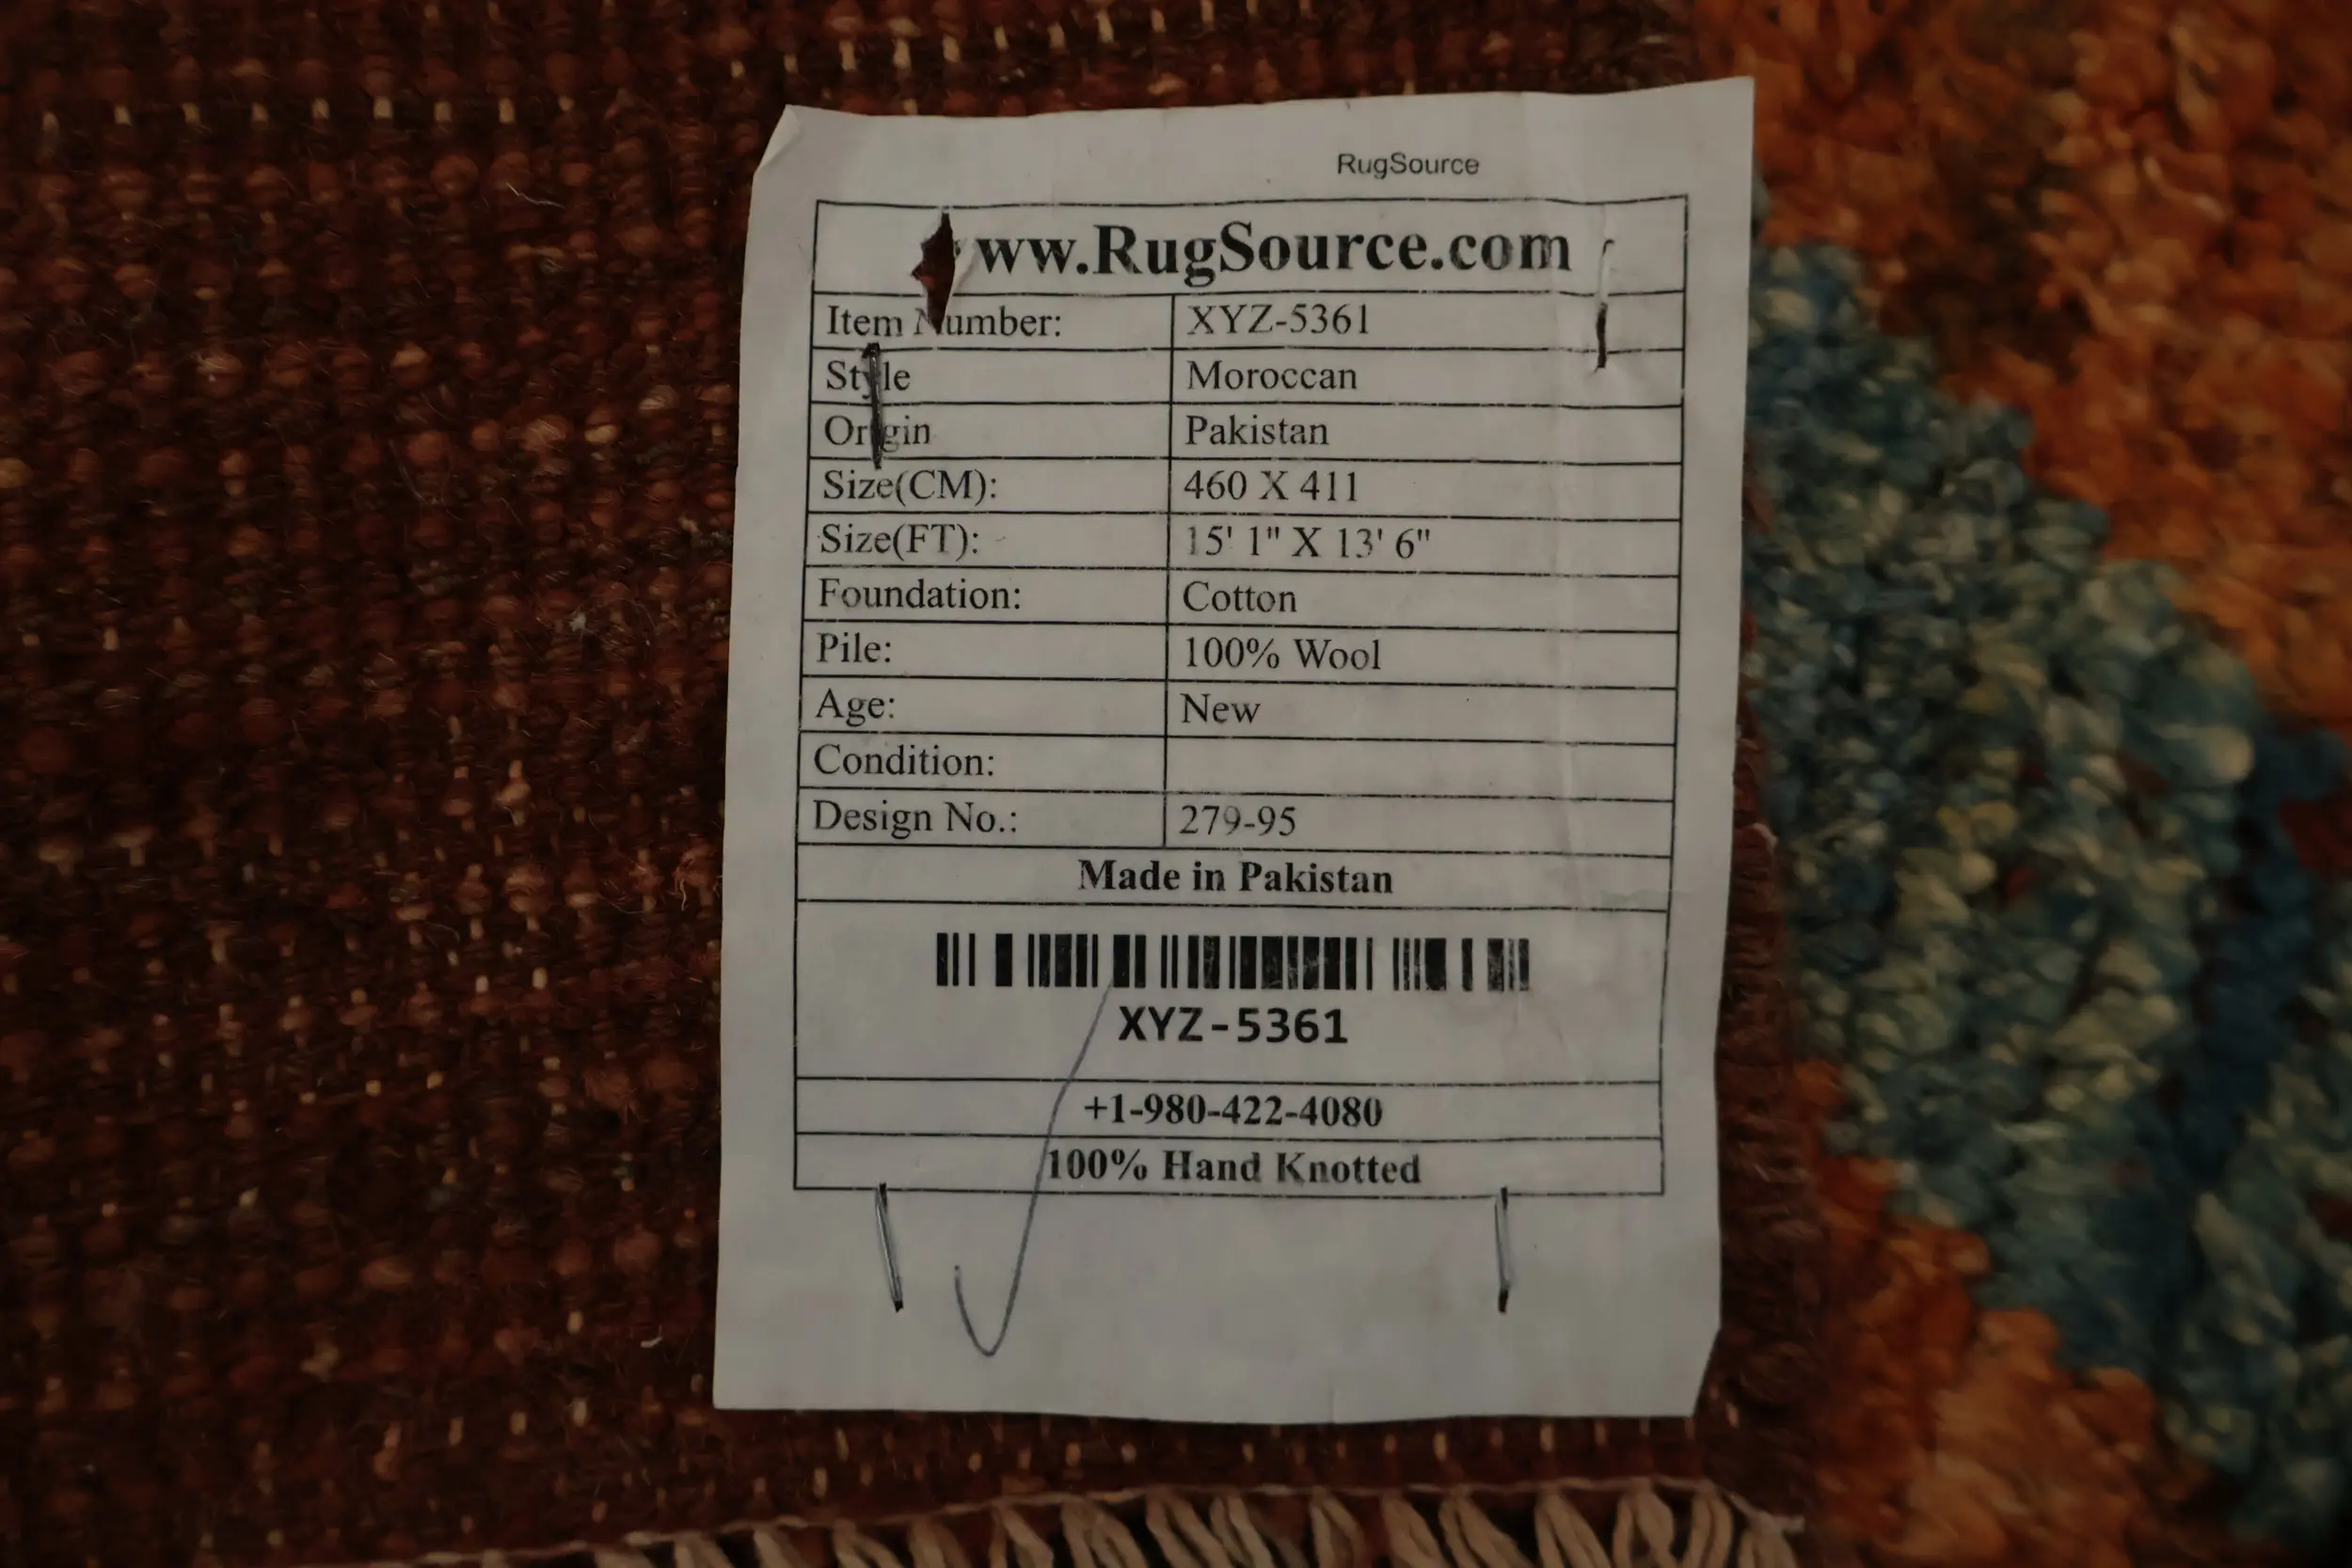 RugSource
ww.RugSource.com
Item Number: XYZ-5361
Style Moroccan
Origin Pakistan
Size(CM): 460 X 411
Size(FT): 15' 1" X 13' 6"
Foundation: Cotton
Pile: 100% Wool
Age: New
Condition:
Design No.: 279-95
Made in Pakistan
XYZ-5361
+1-980-422-4080
100% Hand Knotted